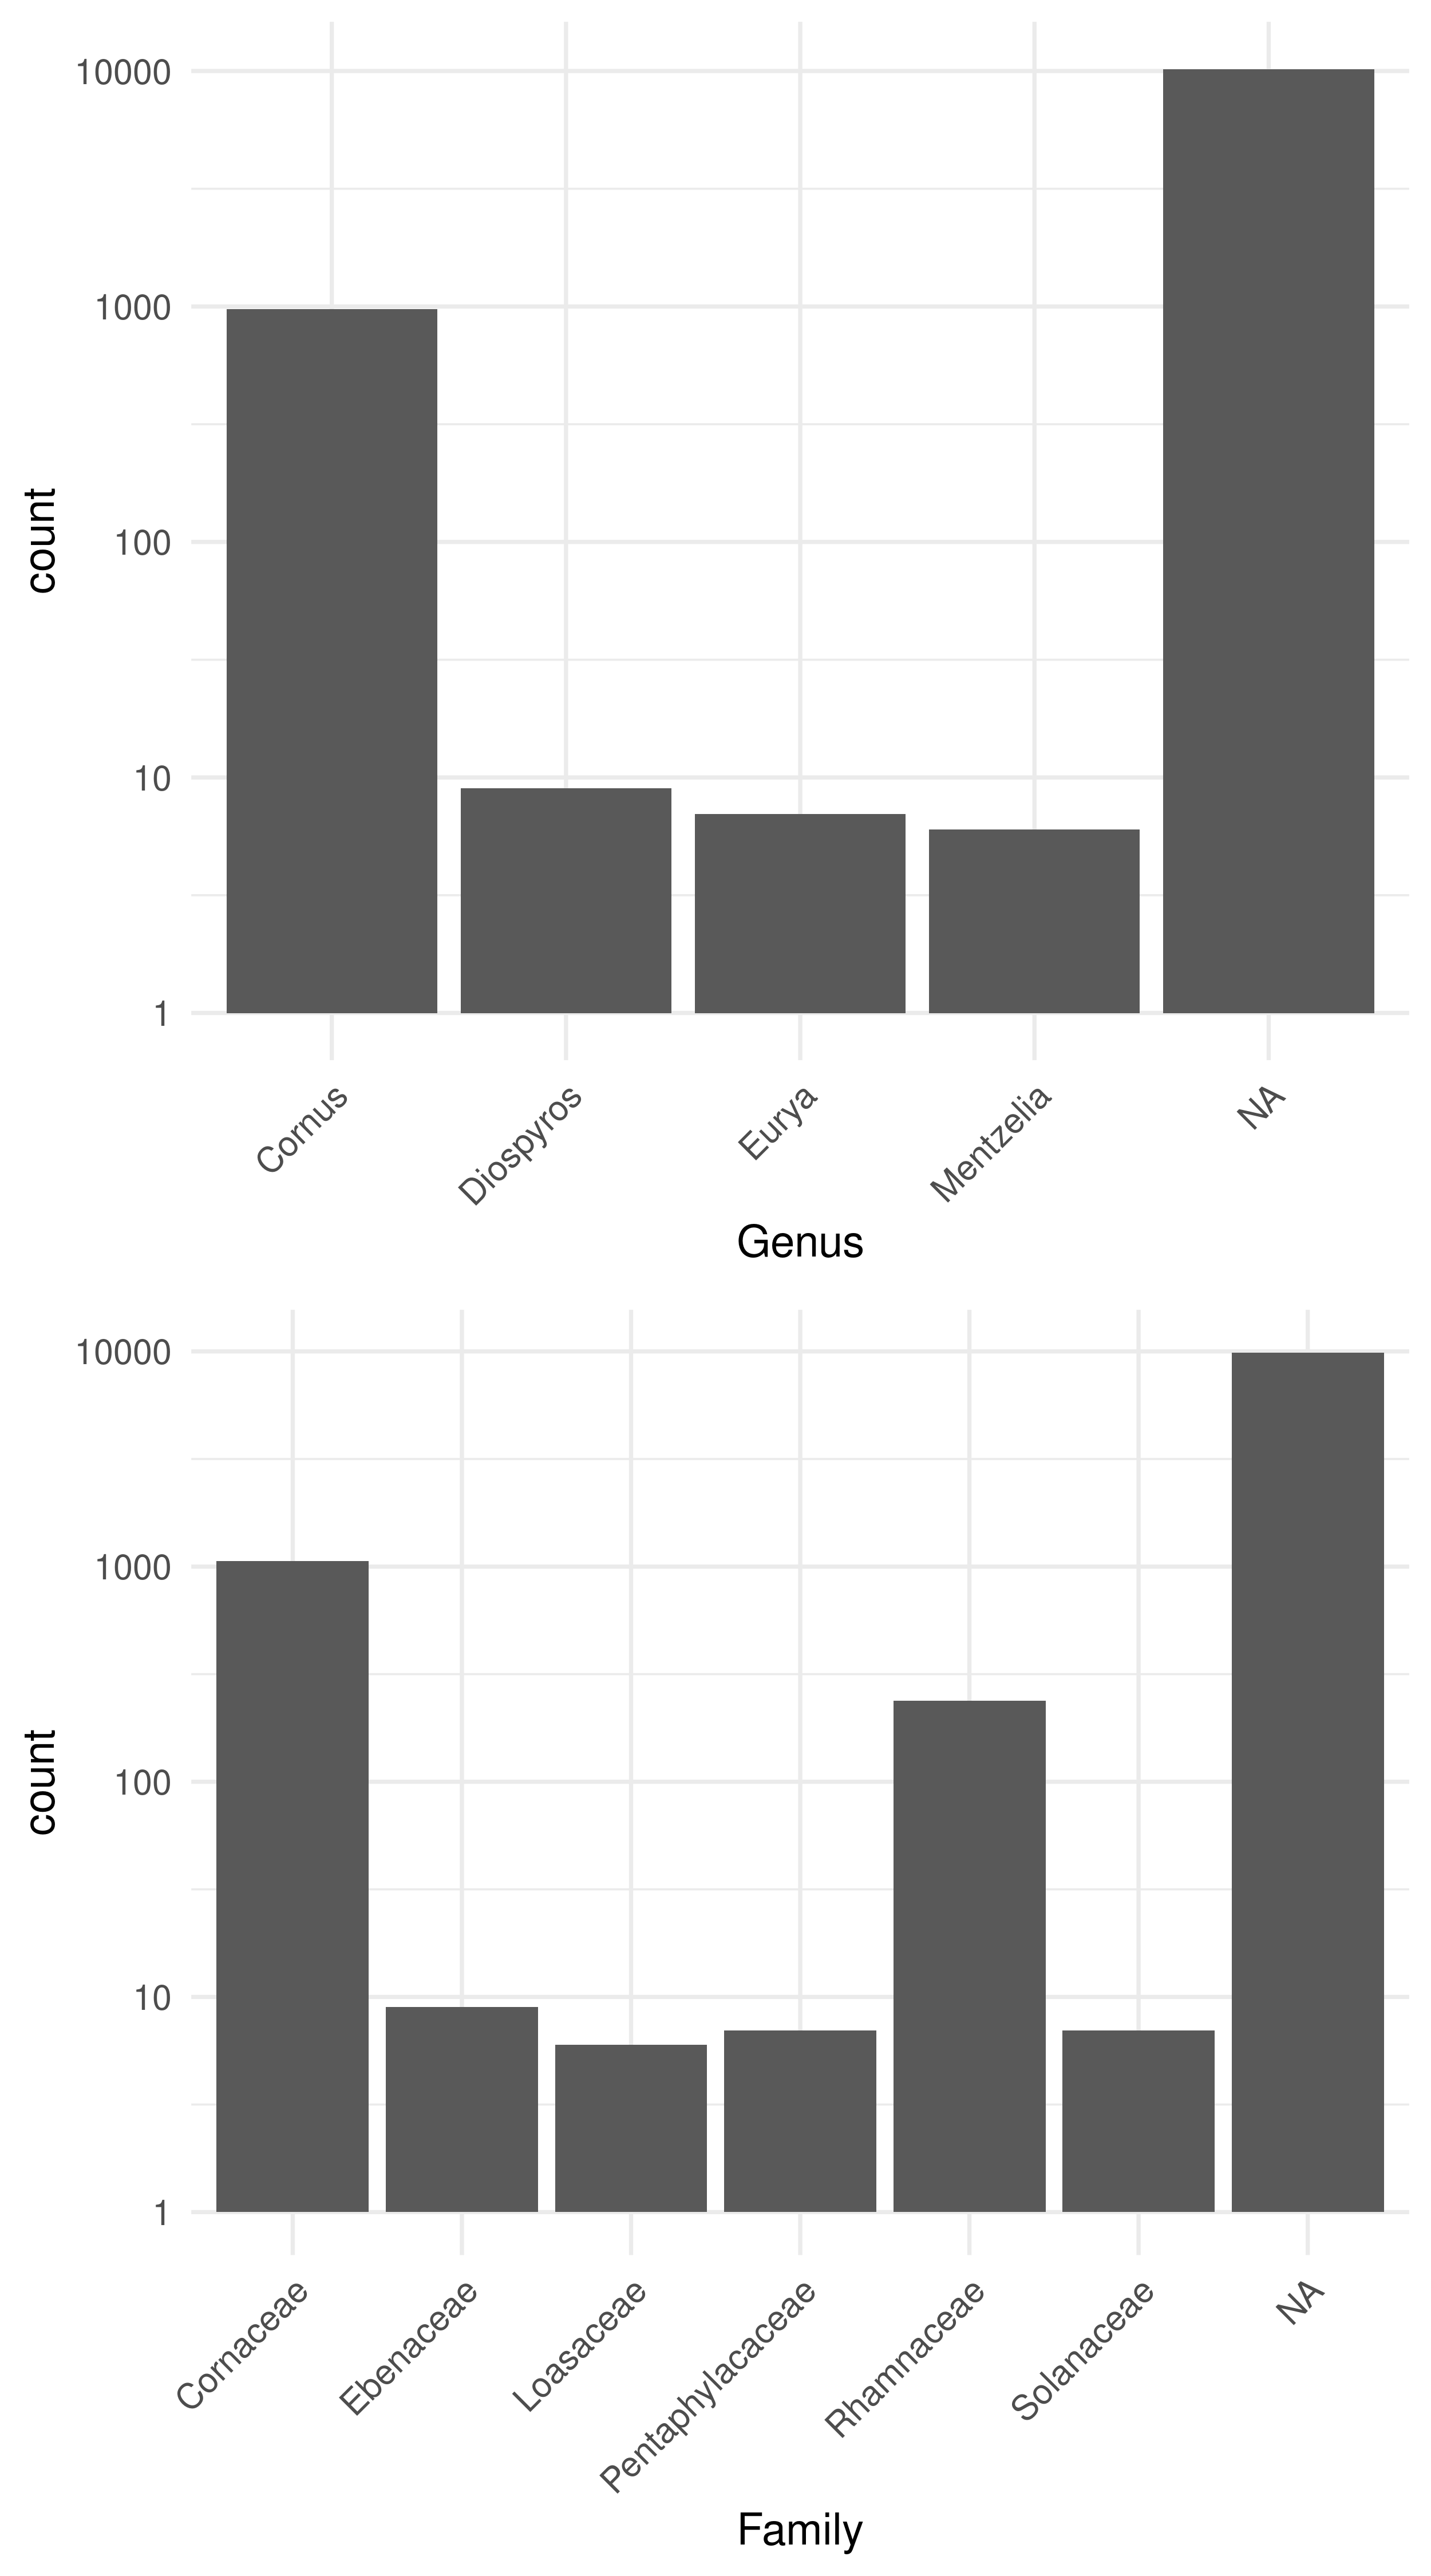 10000
1000
100
10
1
count
Cornus
Diospyros
Eurya
Mentzelia
NA
Genus
10000
1000
100
10
1
count
Cornaceae
Ebenaceae
Loasaceae
Pentaphylacaceae
Rhamnaceae
Solanaceae
NA
Family